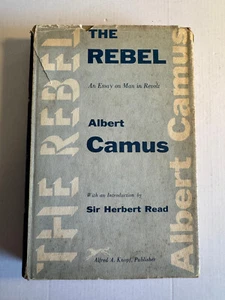 THE
REBEL
An Essay on Man in Revolt
Albert
Camus
With an Introduction by
Sir Herbert Read
Alfred A. Knopf, Publisher
THE REBEL
Albert Camus